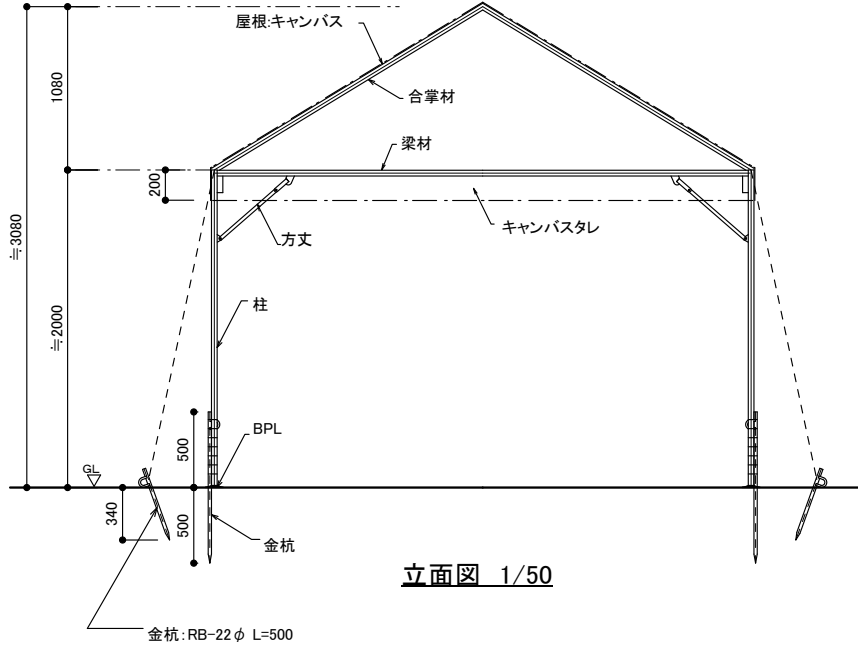 屋根:キャンバス
合掌材
梁材
1080
200
キャンバスタレ
方丈
≒3080
≒2000
柱
500
BPL
GL
340
500
金杭
立面図 1/50
金杭:RB-22φ L=500